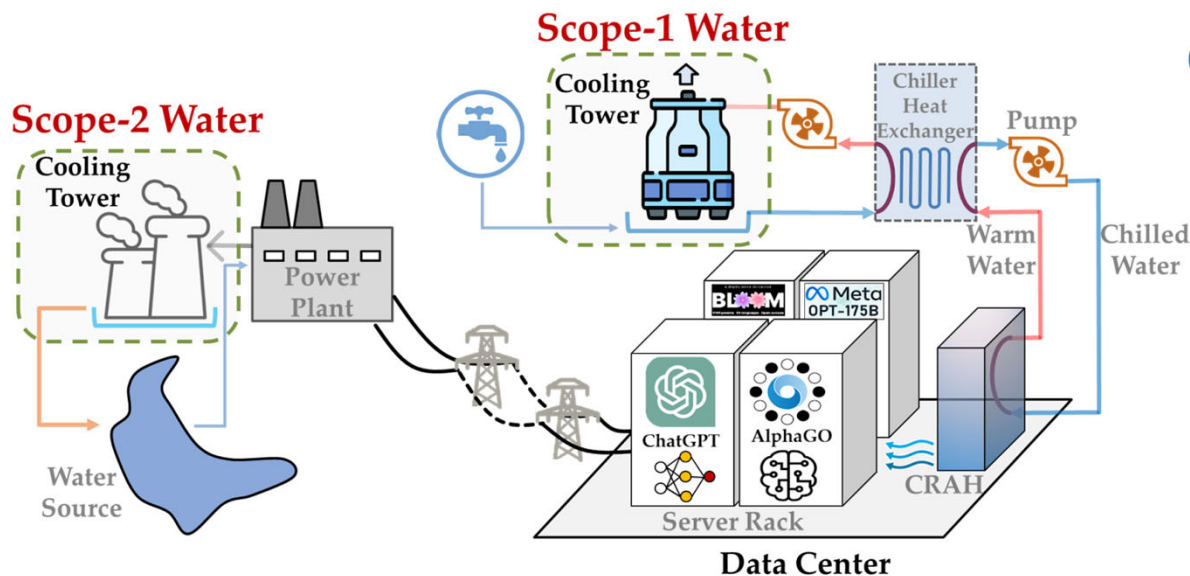 Scope-1 Water
Cooling
Tower
Chiller
Heat
Exchanger
Pump
Scope-2 Water
Cooling
Tower
Power
Plant
Warm
Water
Chilled
Water
BLOOM
Meta
OPT-175B
ChatGPT
AlphaGO
Water
Source
CRAH
Server Rack
Data Center